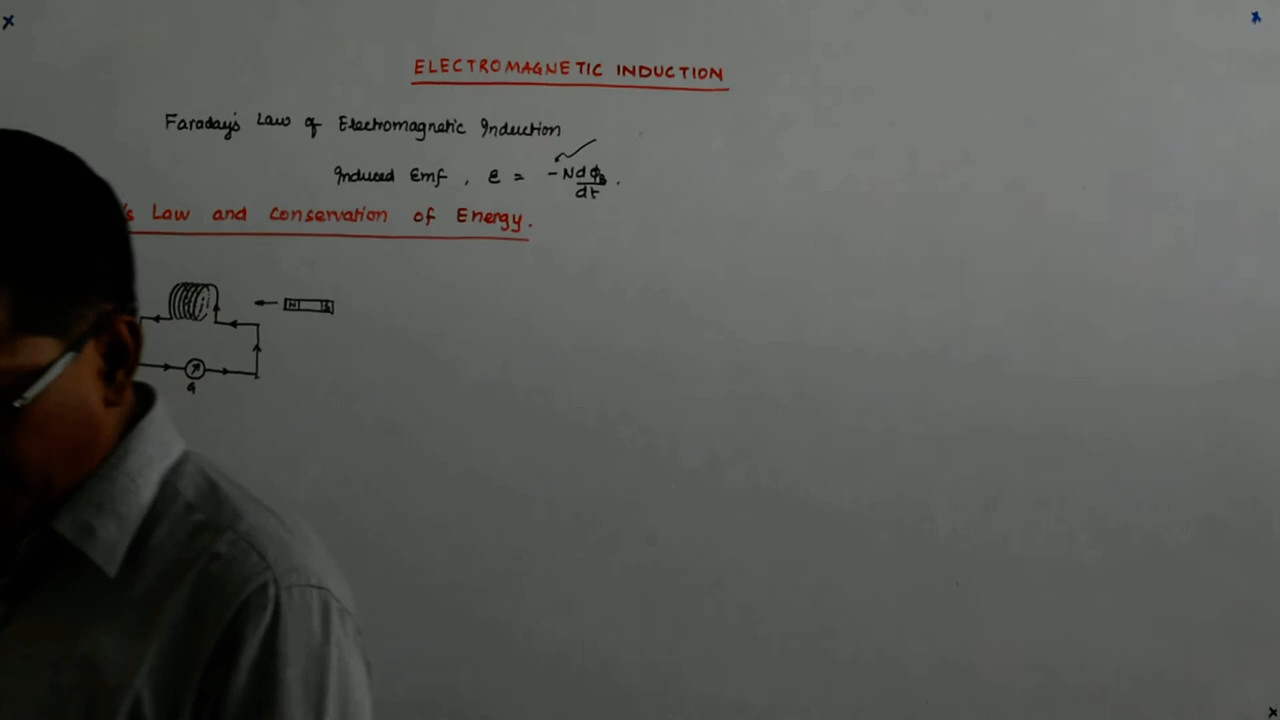 ELECTROMAGNETIC INDUCTION
Faraday's Law of Electromagnetic Induction
Induced Emf, e = -NdφB/dt.
's Law and Conservation of Energy.
N S
G